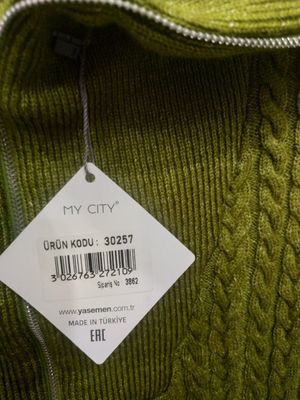 MY CITY®
ÜRÜN KODU: 30257
3 026763 272109
Sipariş No 3862
www.yasemen.com.tr
MADE IN TÜRKİYE
EAC